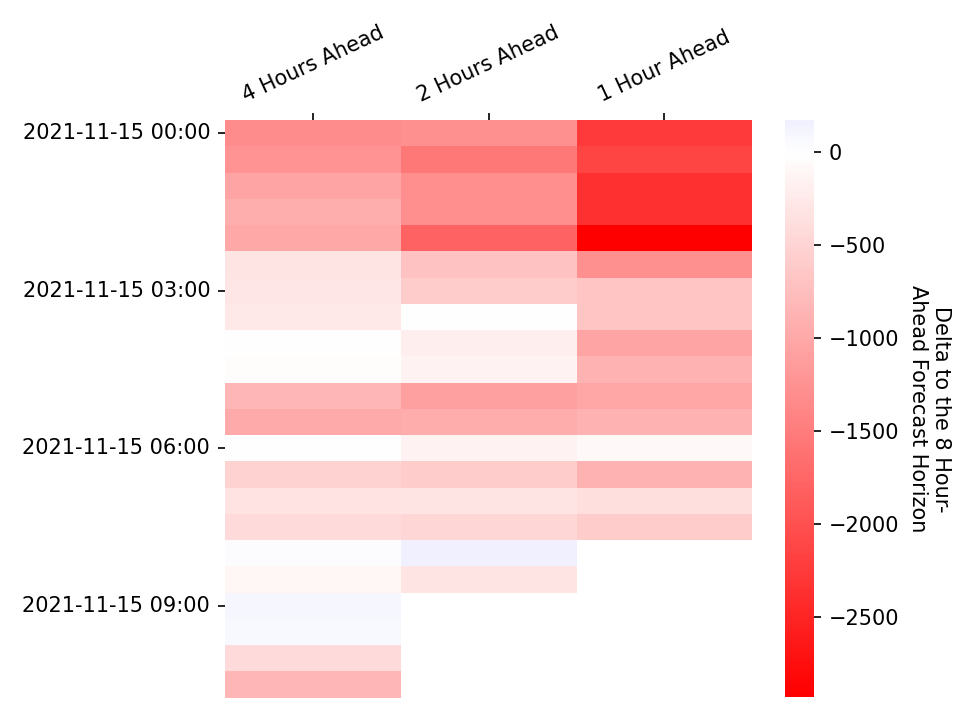 4 Hours Ahead
2 Hours Ahead
1 Hour Ahead
2021-11-15 00:00
2021-11-15 03:00
2021-11-15 06:00
2021-11-15 09:00
0
−500
−1000
−1500
−2000
−2500
Delta to the 8 Hour-
Ahead Forecast Horizon